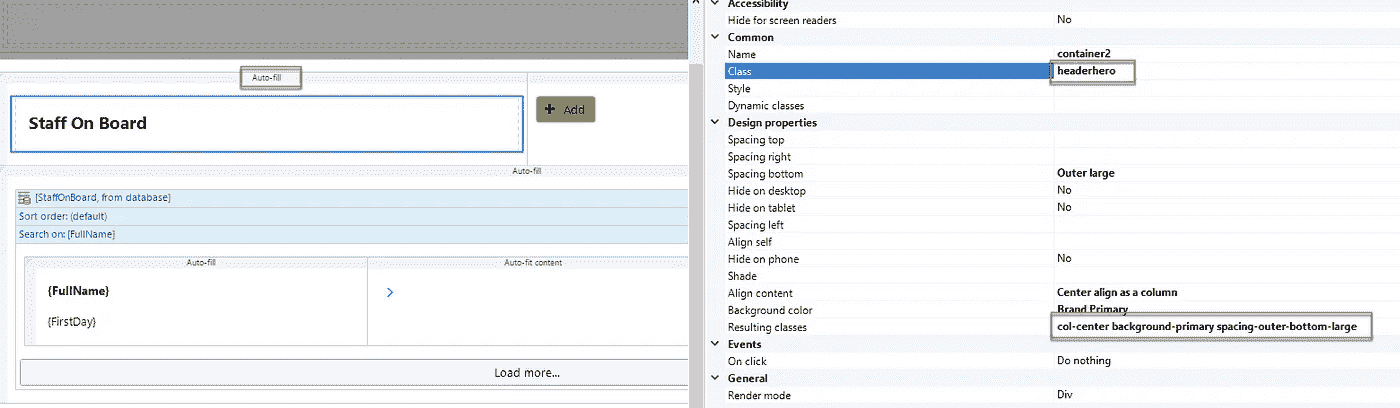 Auto-fill
Staff On Board
Add
Auto-fill
[StaffOnBoard, from database]
Sort order: (default)
Search on: [FullName]
Auto-fill Auto-fit content
{FullName}
{FirstDay}
Load more...
Accessibility
Hide for screen readers No
Common
Name container2
Class headerhero
Style
Dynamic classes
Design properties
Spacing top
Spacing right
Spacing bottom Outer large
Hide on desktop No
Hide on tablet No
Spacing left
Align self
Hide on phone No
Shade
Align content Center align as a column
Background color Brand Primary
Resulting classes col-center background-primary spacing-outer-bottom-large
Events
On click Do nothing
General
Render mode Div